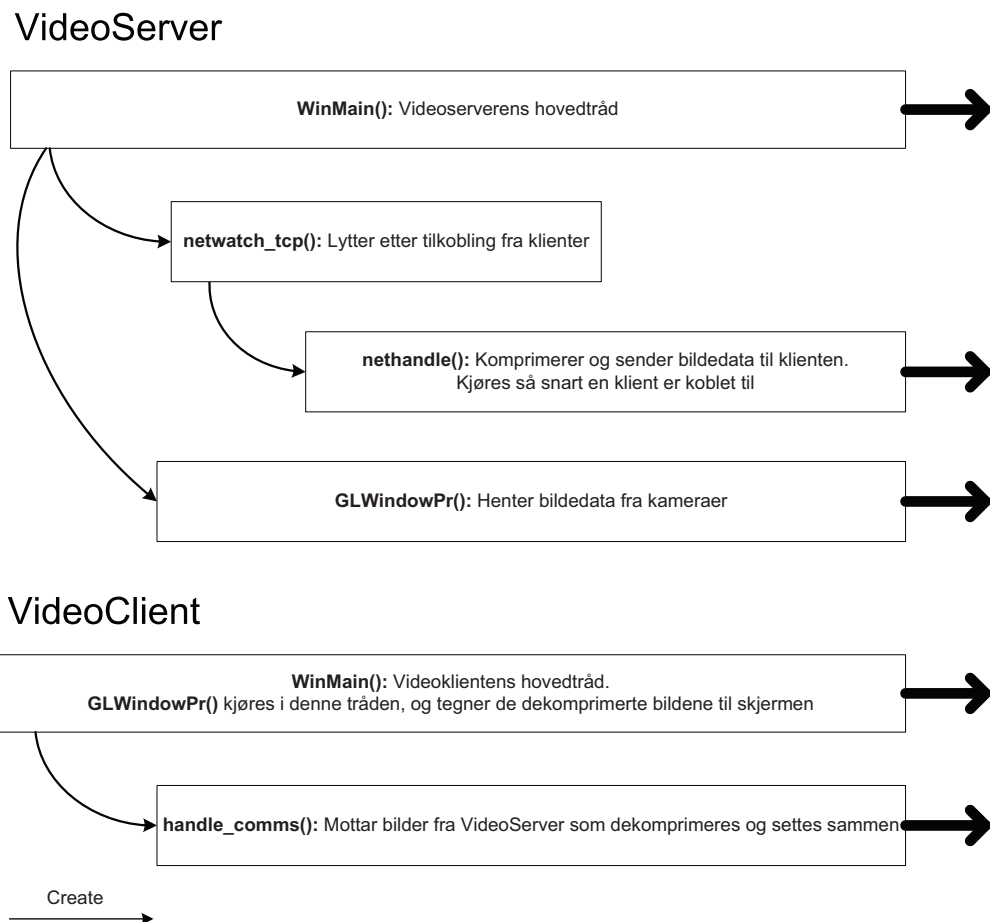 VideoServer
WinMain(): Videoserverens hovedtråd
netwatch_tcp(): Lytter etter tilkobling fra klienter
nethandle(): Komprimerer og sender bildedata til klienten.
Kjøres så snart en klient er koblet til
GLWindowPr(): Henter bildedata fra kameraer
VideoClient
WinMain(): Videoklientens hovedtråd.
GLWindowPr() kjøres i denne tråden, og tegner de dekomprimerte bildene til skjermen
handle_comms(): Mottar bilder fra VideoServer som dekomprimeres og settes sammen
Create